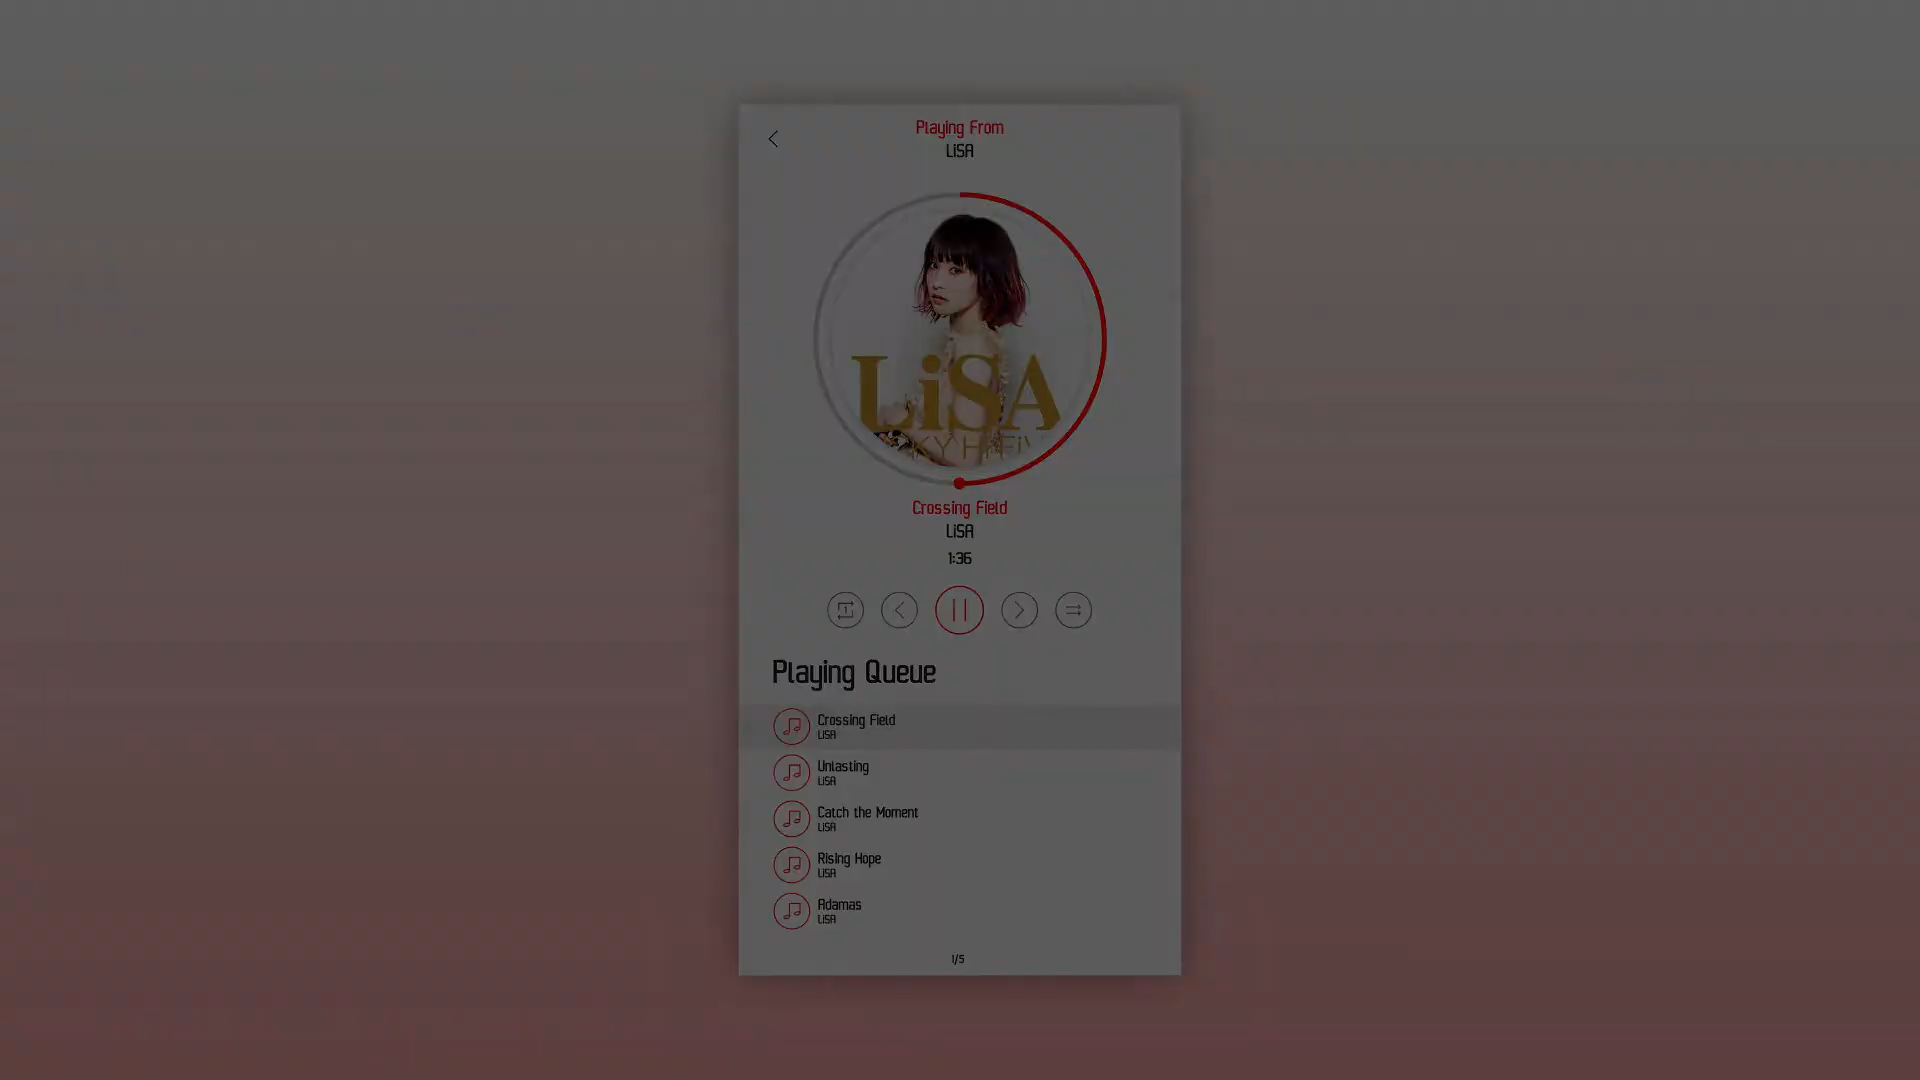 Playing From
LiSA
LiSA
Crossing Field
LiSA
1:36
1
Playing Queue
Crossing Field
LiSA
Unlasting
LiSA
Catch the Moment
LiSA
Rising Hope
LiSA
Adamas
LiSA
1/5